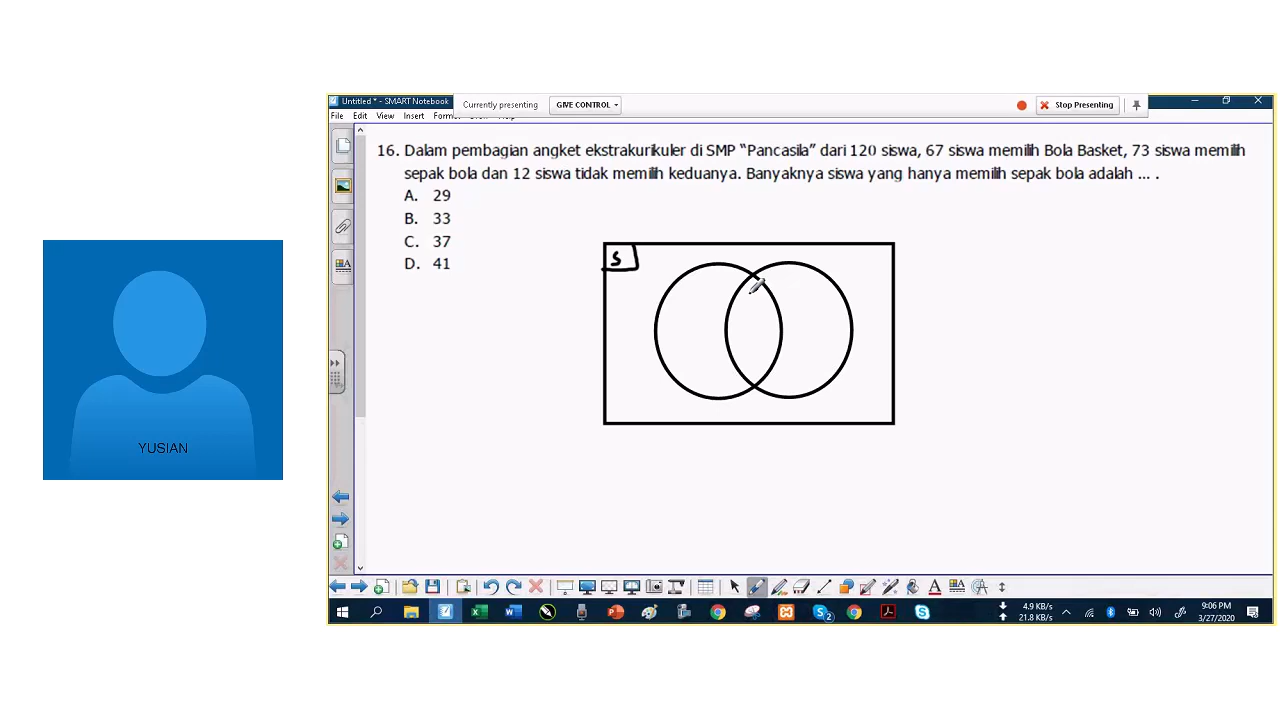 Untitled * - SMART Notebook
Currently presenting
GIVE CONTROL
Stop Presenting
File Edit View Insert
16. Dalam pembagian angket ekstrakurikuler di SMP “Pancasila” dari 120 siswa, 67 siswa memilih Bola Basket, 73 siswa memilih
sepak bola dan 12 siswa tidak memilih keduanya. Banyaknya siswa yang hanya memilih sepak bola adalah ... .
A. 29
B. 33
C. 37
D. 41
S
YUSIAN
4.9 KB/s
21.8 KB/s
9:06 PM
3/27/2020